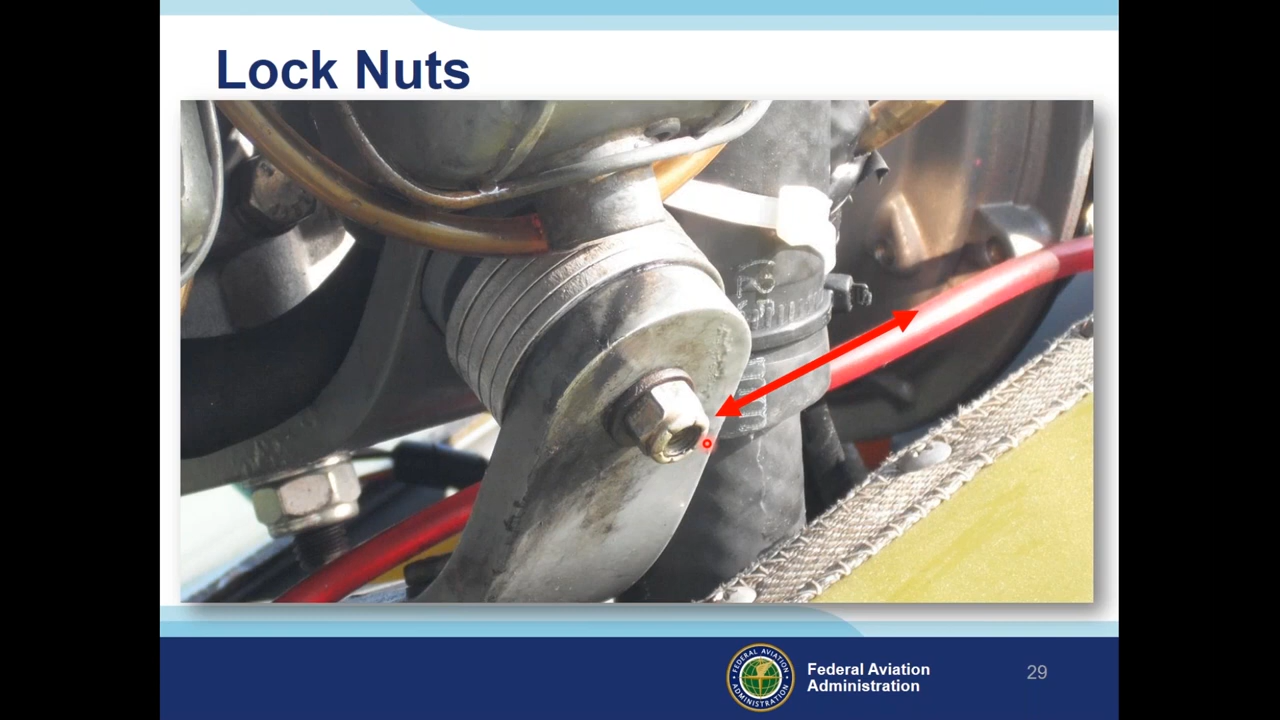 Lock Nuts
FEDERAL AVIATION
ADMINISTRATION
Federal Aviation
Administration
29